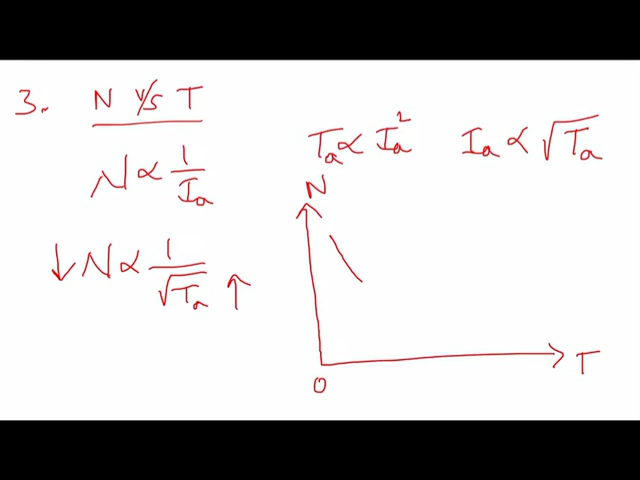 3. N v/s T
N ∝ 1/Ia
↓ N ∝ 1/√Ta ↑
Ta ∝ Ia² Ia ∝ √Ta
N
T
0